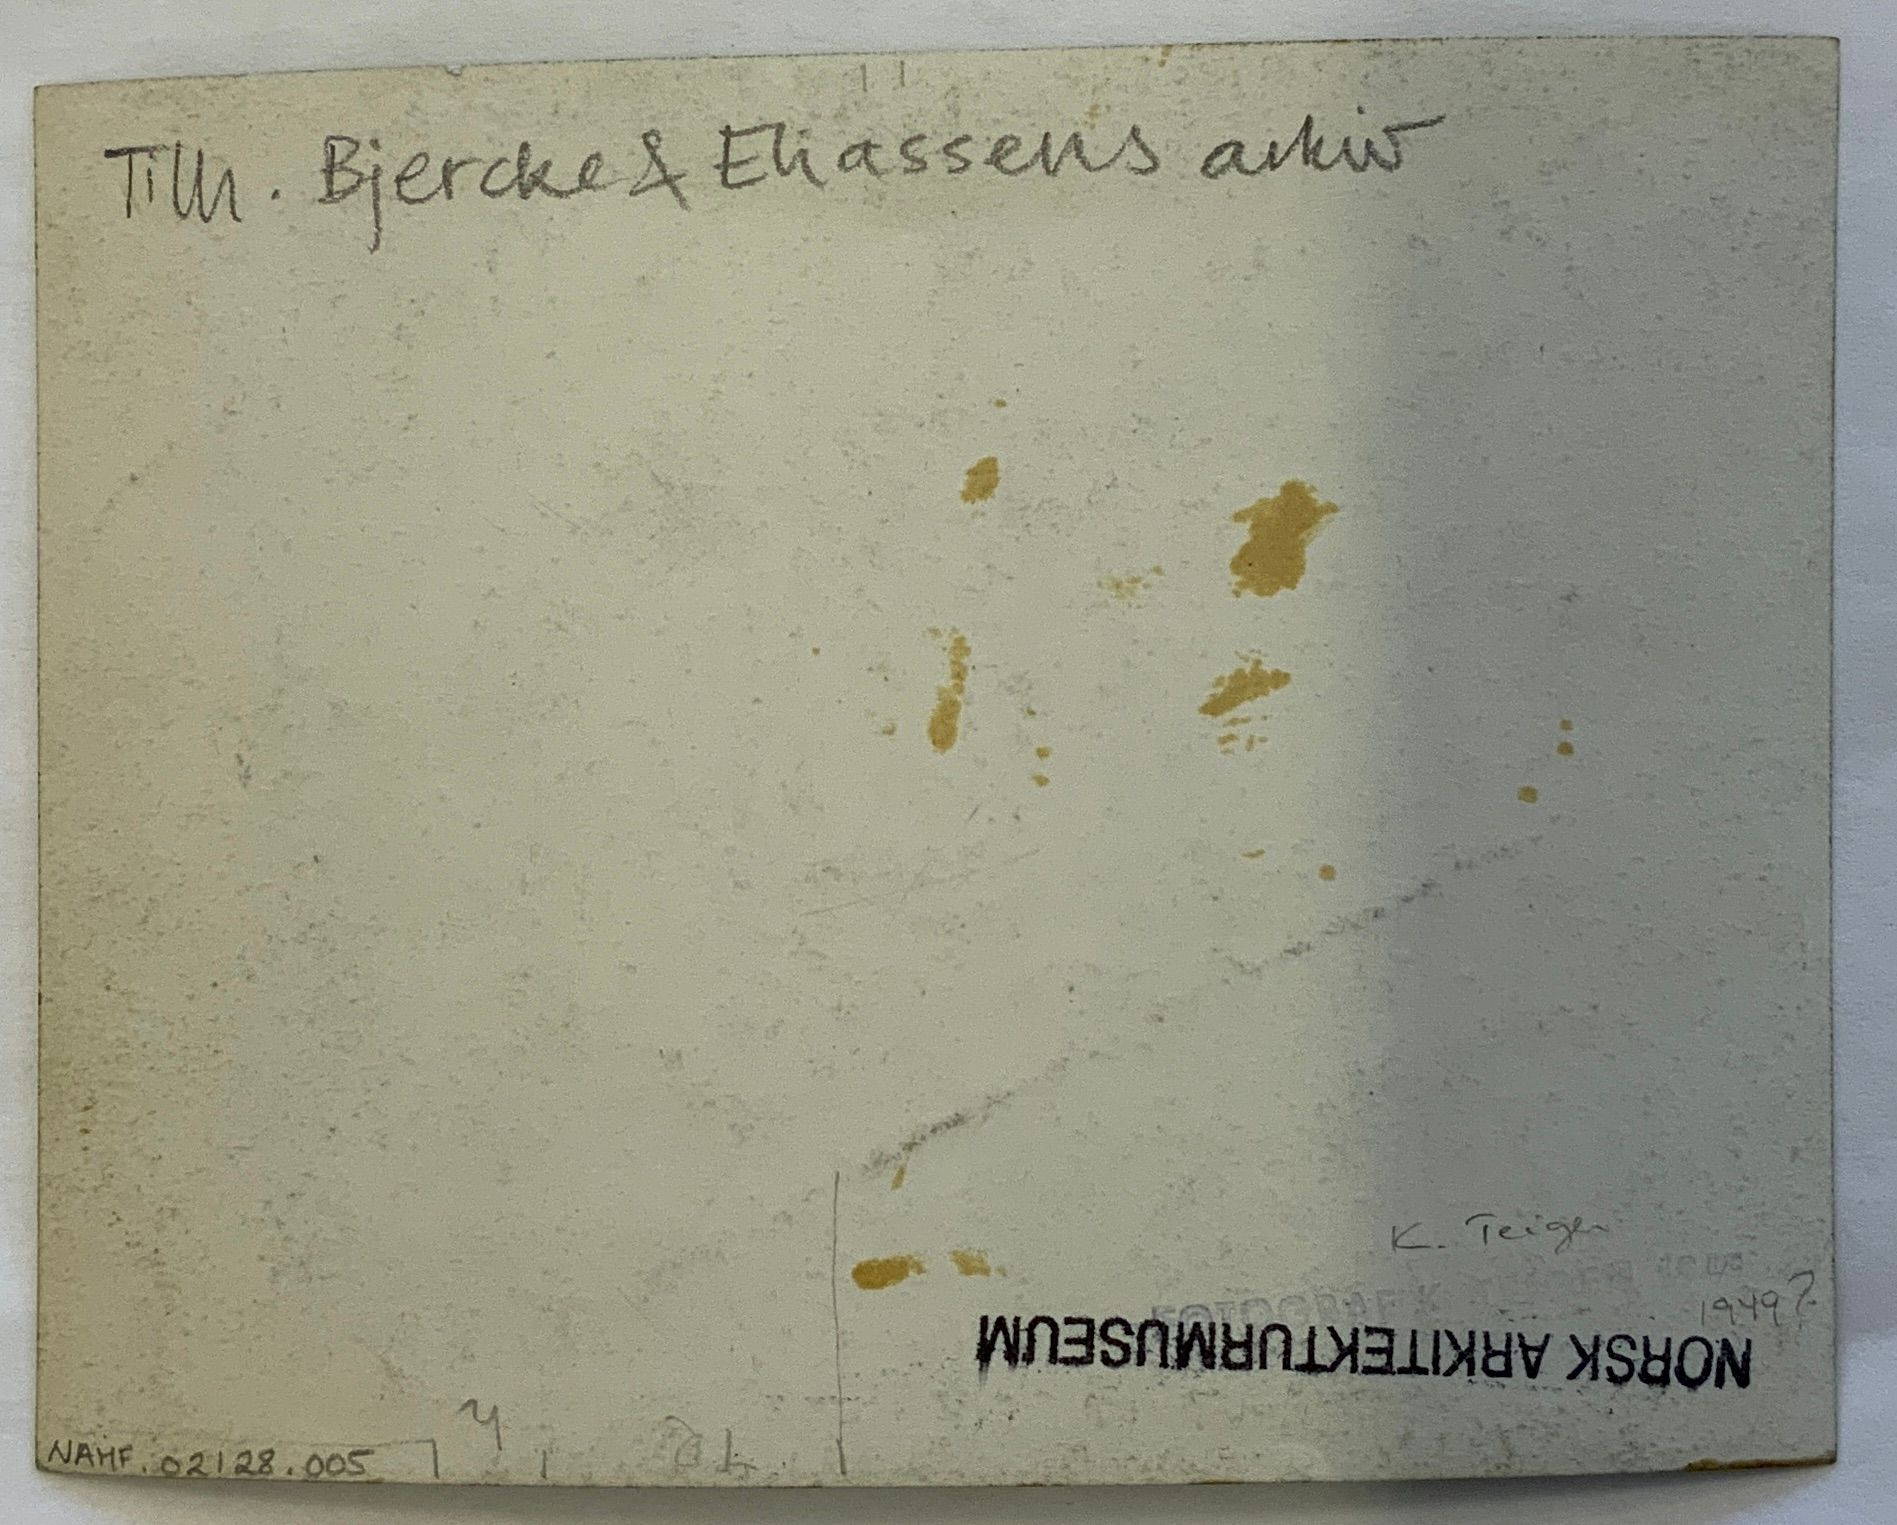 Tilh. Bjercke & Eliassens arkiv
K. Teigen
1949?
NORSK ARKITEKTURMUSEUM
NAMF.02128.005